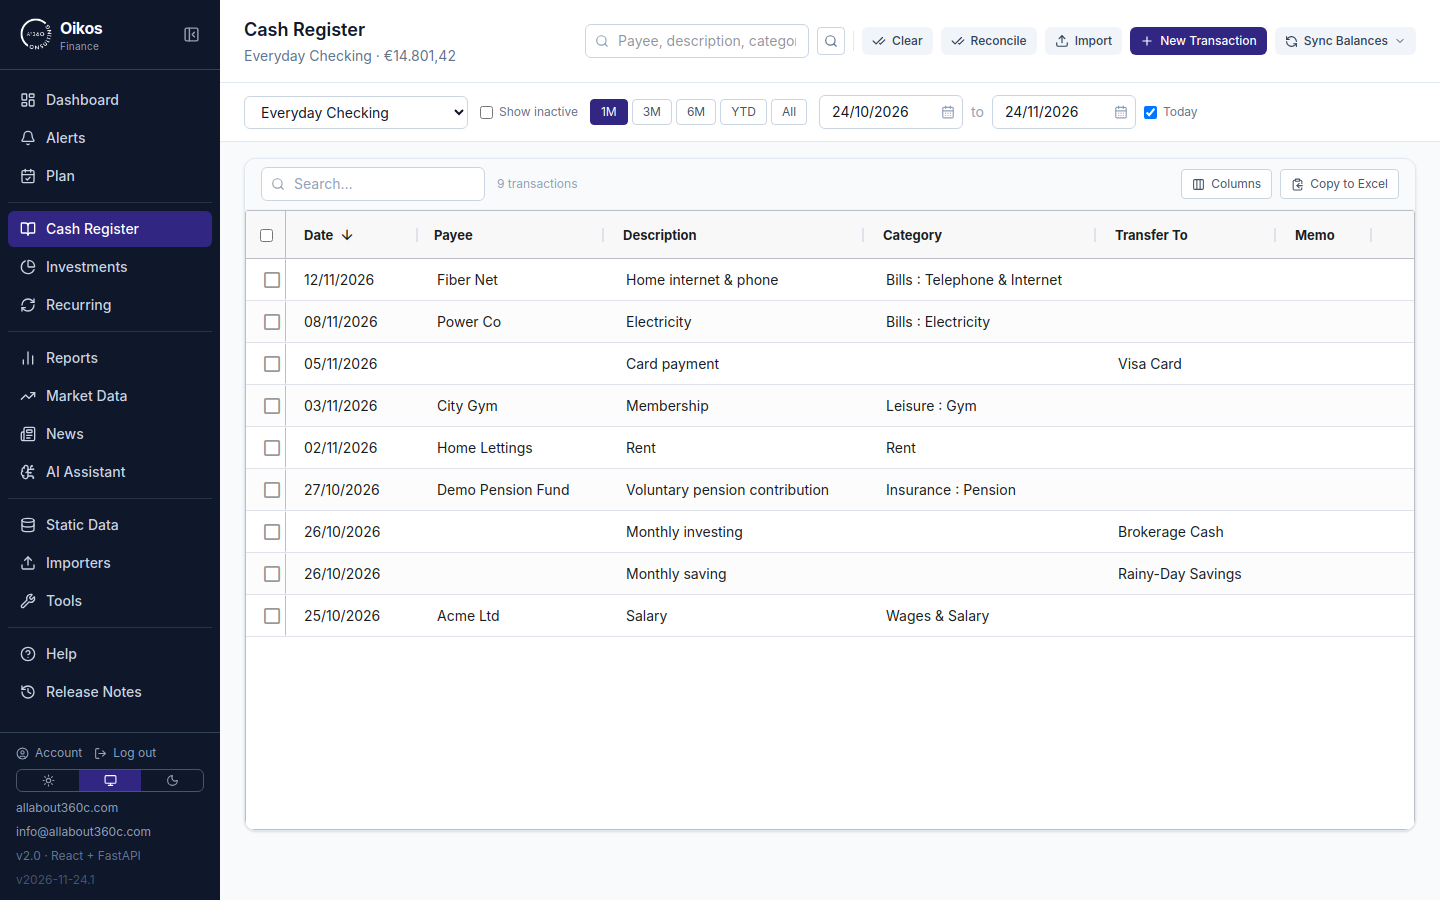 Oikos
Finance
Dashboard
Alerts
Plan
Cash Register
Investments
Recurring
Reports
Market Data
News
AI Assistant
Static Data
Importers
Tools
Help
Release Notes
Account Log out
allabout360c.com
info@allabout360c.com
v2.0 · React + FastAPI
v2026-11-24.1
Cash Register
Everyday Checking · €14.801,42
Payee, description, categor
Clear
Reconcile
Import
New Transaction
Sync Balances
Everyday Checking
Show inactive
1M 3M 6M YTD All
24/10/2026 to 24/11/2026
Today
Search...
9 transactions
Columns
Copy to Excel
Date Payee Description Category Transfer To Memo
12/11/2026 Fiber Net Home internet & phone Bills : Telephone & Internet
08/11/2026 Power Co Electricity Bills : Electricity
05/11/2026 Card payment Visa Card
03/11/2026 City Gym Membership Leisure : Gym
02/11/2026 Home Lettings Rent Rent
27/10/2026 Demo Pension Fund Voluntary pension contribution Insurance : Pension
26/10/2026 Monthly investing Brokerage Cash
26/10/2026 Monthly saving Rainy-Day Savings
25/10/2026 Acme Ltd Salary Wages & Salary